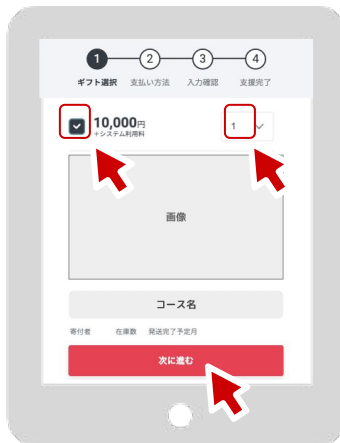 1 2 3 4
ギフト選択 支払い方法 入力確認 支援完了
10,000円 1
+システム利用料
画像
コース名
寄付者 在庫数 発送完了予定月
次に進む